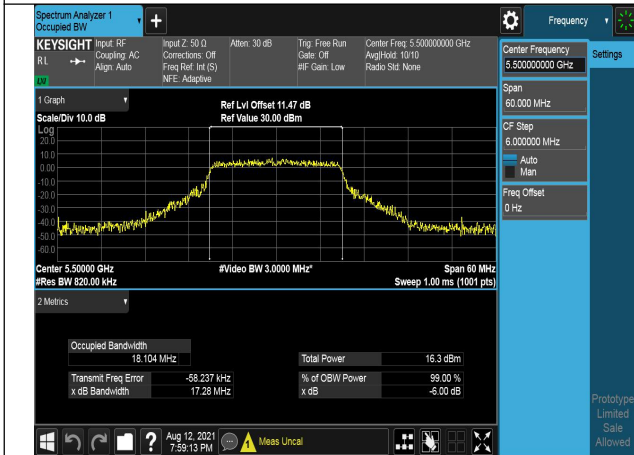 Spectrum Analyzer 1
Occupied BW
+
Frequency
KEYSIGHT
RL
LXI
Input: RF
Coupling: AC
Align: Auto
Input Z: 50 Ω
Corrections: Off
Freq Ref: Int (S)
NFE: Adaptive
Atten: 30 dB
Trig: Free Run
Gate: Off
#IF Gain: Low
Center Freq: 5.500000000 GHz
Avg|Hold: 10/10
Radio Std: None
Center Frequency
5.500000000 GHz
Settings
Span
60.000 MHz
CF Step
6.000000 MHz
Auto
Man
Freq Offset
0 Hz
1 Graph
Scale/Div 10.0 dB
Ref Lvl Offset 11.47 dB
Ref Value 30.00 dBm
Log
20.0
10.0
0.00
-10.0
-20.0
-30.0
-40.0
-50.0
-60.0
Center 5.50000 GHz
#Res BW 820.00 kHz
#Video BW 3.0000 MHz*
Span 60 MHz
Sweep 1.00 ms (1001 pts)
2 Metrics
Occupied Bandwidth
18.104 MHz
Total Power 16.3 dBm
Transmit Freq Error -58.237 kHz
% of OBW Power 99.00 %
x dB Bandwidth 17.28 MHz
x dB -6.00 dB
Prototype
Limited
Sale
Allowed
?
Aug 12, 2021
7:59:13 PM
Meas Uncal